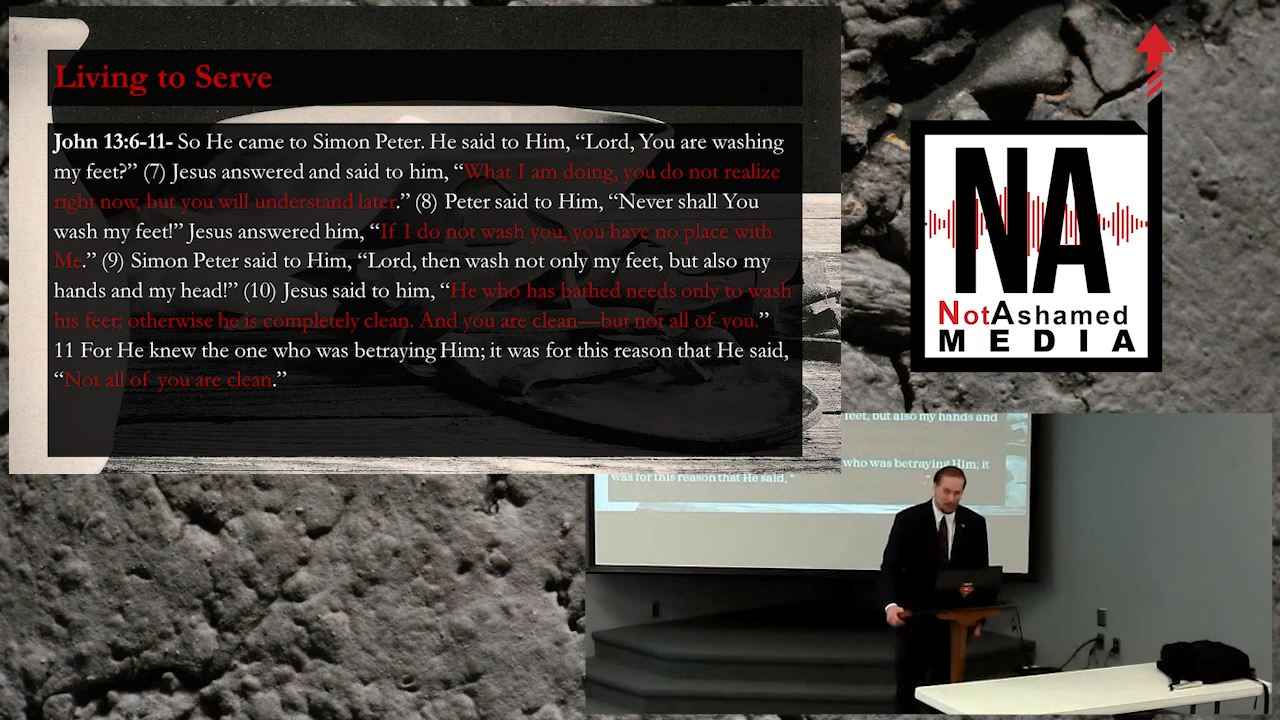 Living to Serve
John 13:6-11- So He came to Simon Peter. He said to Him, “Lord, You are washing
my feet?” (7) Jesus answered and said to him, “What I am doing, you do not realize
right now, but you will understand later.” (8) Peter said to Him, “Never shall You
wash my feet!” Jesus answered him, “If I do not wash you, you have no place with
Me.” (9) Simon Peter said to Him, “Lord, then wash not only my feet, but also my
hands and my head!” (10) Jesus said to him, “He who has bathed needs only to wash
his feet; otherwise he is completely clean. And you are clean—but not all of you.”
11 For He knew the one who was betraying Him; it was for this reason that He said,
“Not all of you are clean.”
NA
NotAshamed
MEDIA
feet, but also my hands and
who was betraying Him; it
was for this reason that He said, “